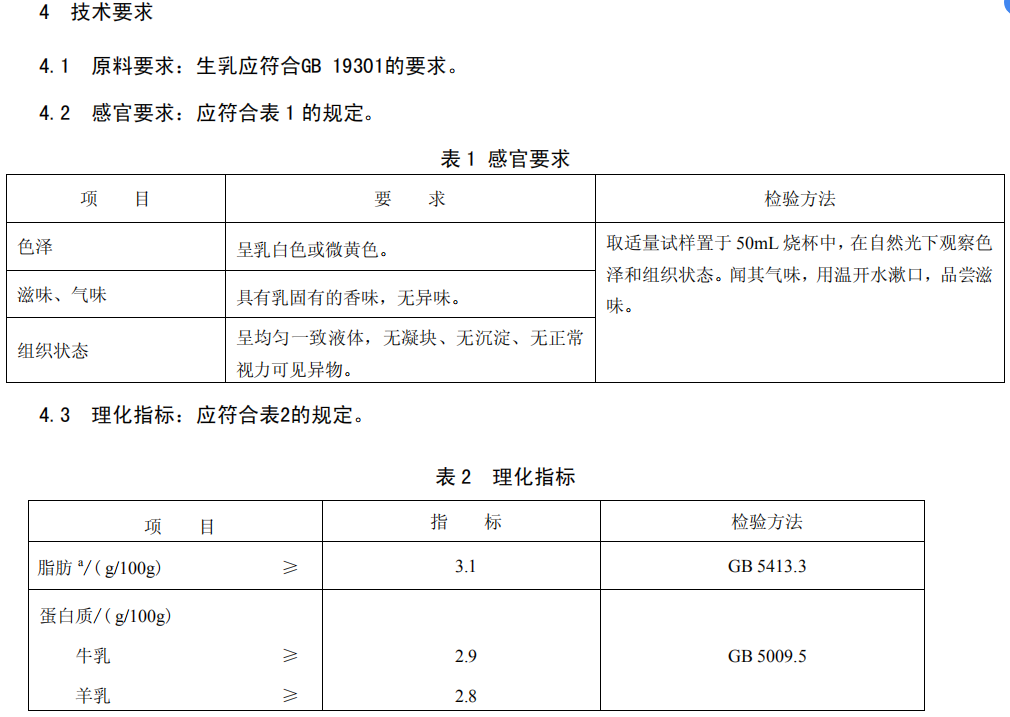 4 技术要求
4.1 原料要求：生乳应符合GB 19301的要求。
4.2 感官要求：应符合表 1 的规定。
表 1 感官要求
项 目 要 求 检验方法
色泽 呈乳白色或微黄色。 取适量试样置于 50mL 烧杯中，在自然光下观察色
泽和组织状态。闻其气味，用温开水漱口，品尝滋
味。
滋味、气味 具有乳固有的香味，无异味。
组织状态 呈均匀一致液体，无凝块、无沉淀、无正常
视力可见异物。
4.3 理化指标：应符合表2的规定。
表 2 理化指标
项 目 指 标 检验方法
脂肪 ª/( g/100g) ≥ 3.1 GB 5413.3
蛋白质/( g/100g)
牛乳 ≥ 2.9 GB 5009.5
羊乳 ≥ 2.8